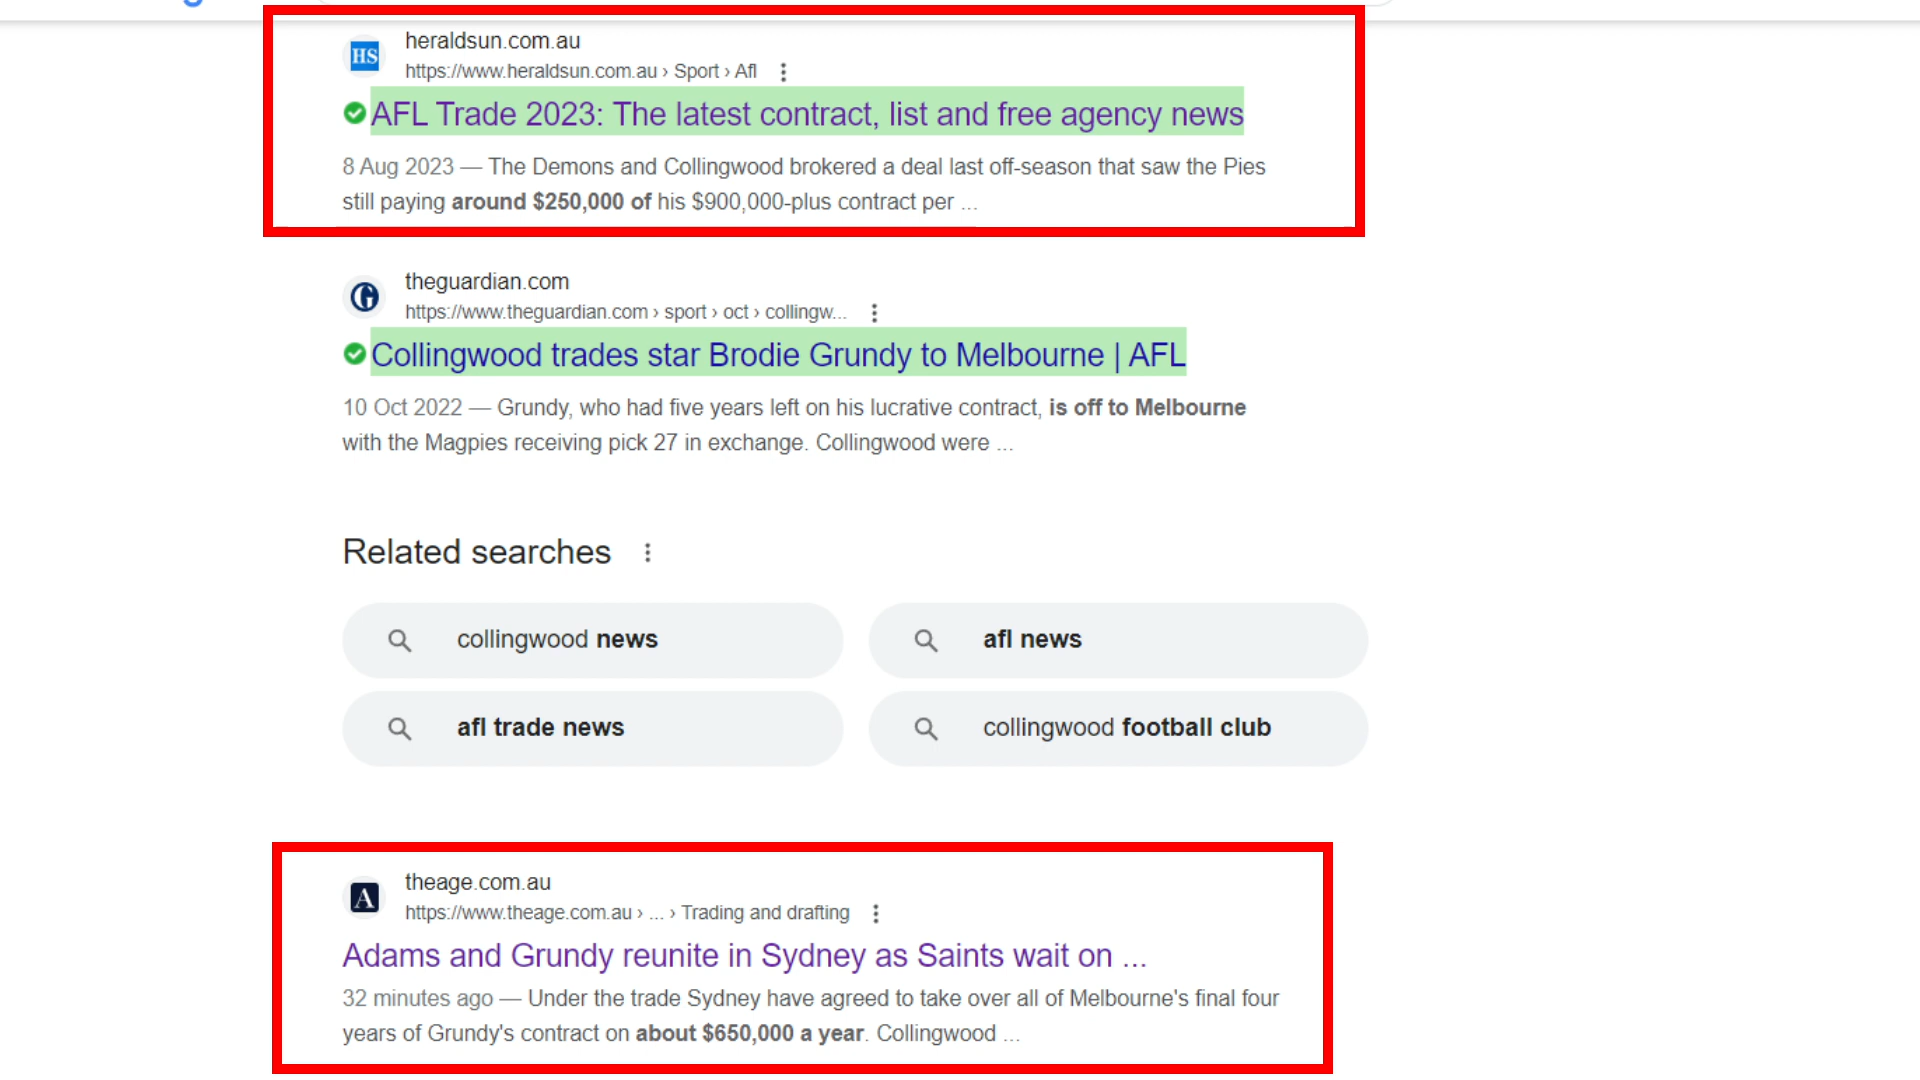 HS
heraldsun.com.au
https://www.heraldsun.com.au › Sport › Afl
AFL Trade 2023: The latest contract, list and free agency news
8 Aug 2023 — The Demons and Collingwood brokered a deal last off-season that saw the Pies
still paying around $250,000 of his $900,000-plus contract per ...
G
theguardian.com
https://www.theguardian.com › sport › oct › collingw...
Collingwood trades star Brodie Grundy to Melbourne | AFL
10 Oct 2022 — Grundy, who had five years left on his lucrative contract, is off to Melbourne
with the Magpies receiving pick 27 in exchange. Collingwood were ...
Related searches
collingwood news
afl news
afl trade news
collingwood football club
A
theage.com.au
https://www.theage.com.au › ... › Trading and drafting
Adams and Grundy reunite in Sydney as Saints wait on ...
32 minutes ago — Under the trade Sydney have agreed to take over all of Melbourne's final four
years of Grundy's contract on about $650,000 a year. Collingwood ...